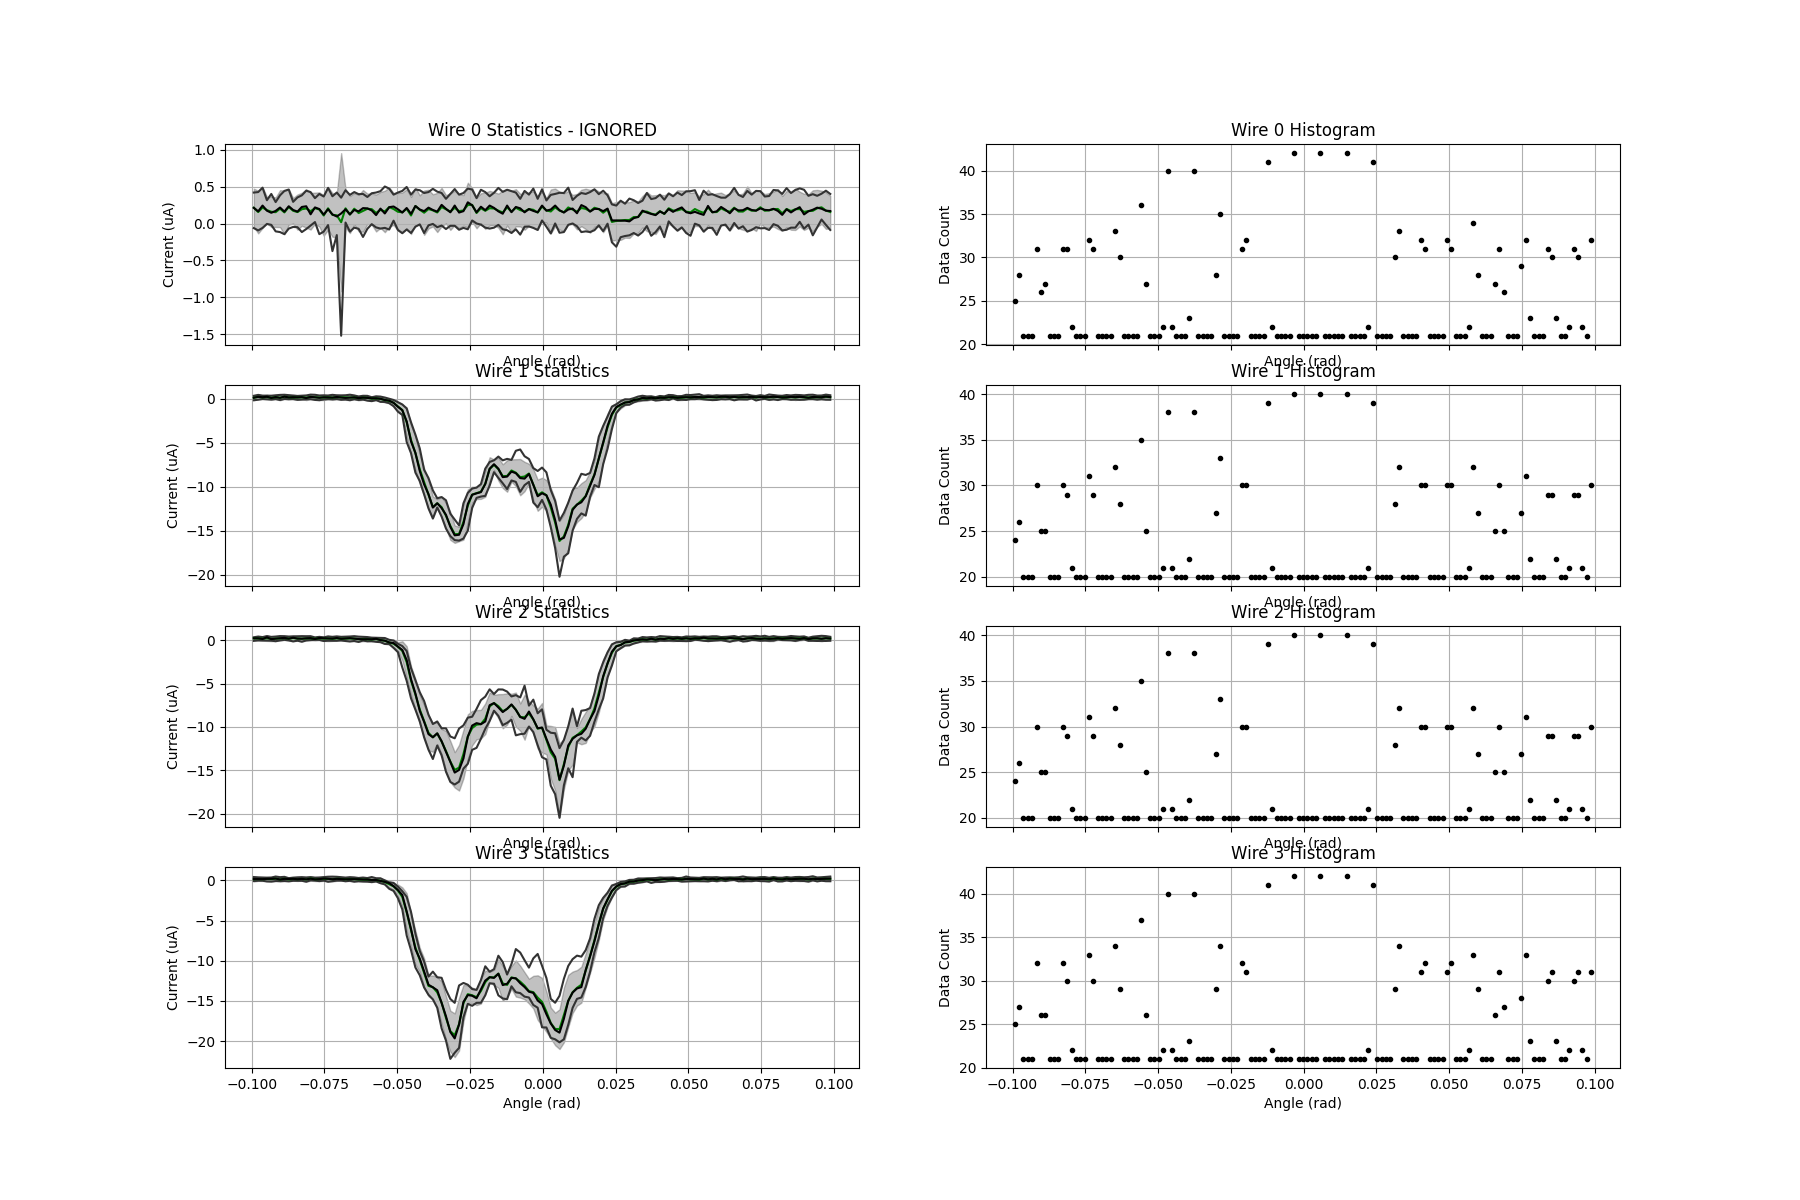 Wire 0 Statistics - IGNORED
Current (uA)
1.0
0.5
0.0
−0.5
−1.0
−1.5
Angle (rad)
Wire 0 Histogram
Data Count
40
35
30
25
20
Angle (rad)
Wire 1 Statistics
Current (uA)
0
−5
−10
−15
−20
Angle (rad)
Wire 1 Histogram
Data Count
40
35
30
25
20
Angle (rad)
Wire 2 Statistics
Current (uA)
0
−5
−10
−15
−20
Angle (rad)
Wire 2 Histogram
Data Count
40
35
30
25
20
Angle (rad)
Wire 3 Statistics
Current (uA)
0
−5
−10
−15
−20
−0.100 −0.075 −0.050 −0.025 0.000 0.025 0.050 0.075 0.100
Angle (rad)
Wire 3 Histogram
Data Count
40
35
30
25
20
−0.100 −0.075 −0.050 −0.025 0.000 0.025 0.050 0.075 0.100
Angle (rad)